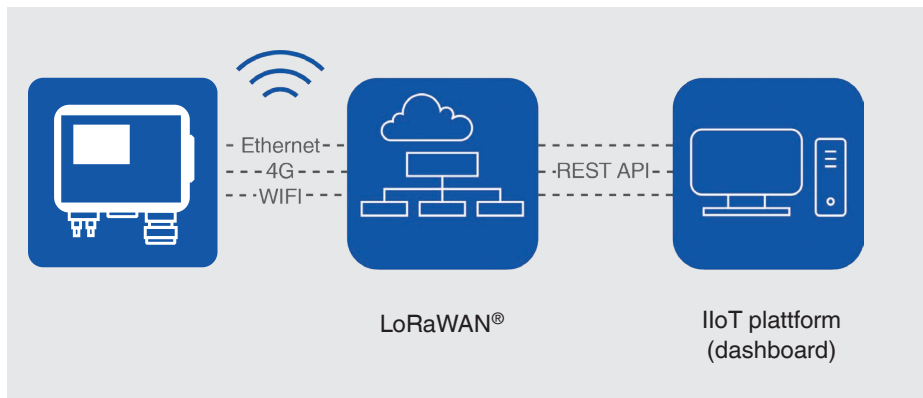 Ethernet
4G
WIFI
REST API
LoRaWAN®
IIoT plattform
(dashboard)